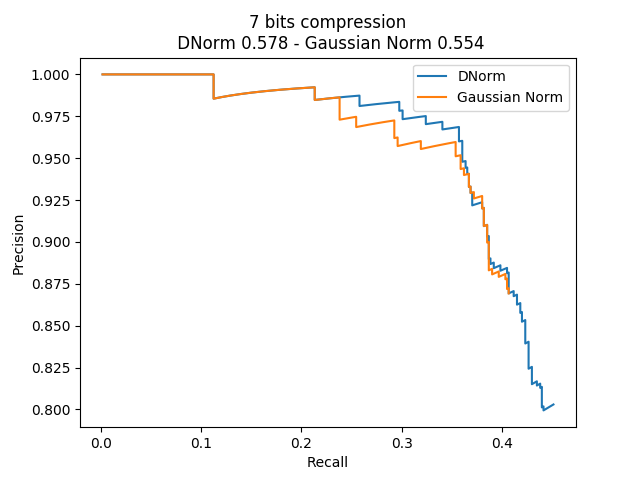 7 bits compression
DNorm 0.578 - Gaussian Norm 0.554
DNorm
Gaussian Norm
Precision
1.000
0.975
0.950
0.925
0.900
0.875
0.850
0.825
0.800
0.0
0.1
0.2
0.3
0.4
Recall